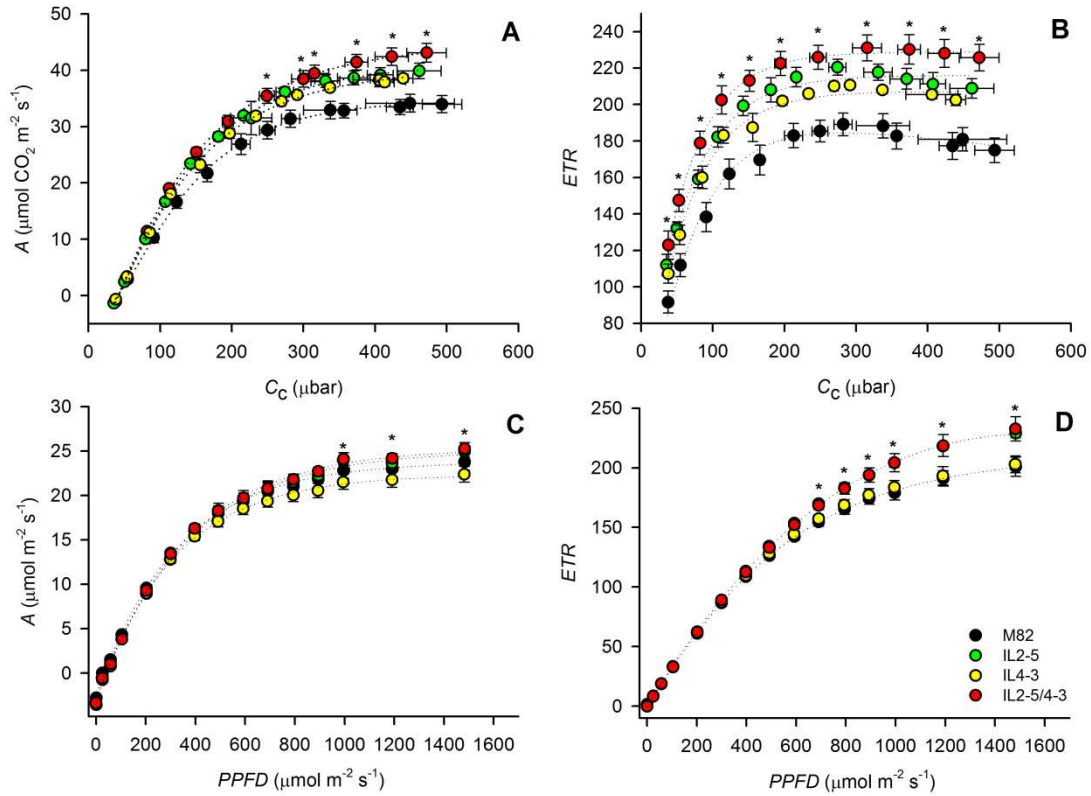 A
50
40
30
20
10
0
A (μmol CO2 m-2 s-1)
0 100 200 300 400 500 600
CC (μbar)
* * * * * *
B
240
220
200
180
160
140
120
100
80
ETR
0 100 200 300 400 500 600
CC (μbar)
* * * * * * * * * * *
C
30
25
20
15
10
5
0
A (μmol m-2 s-1)
0 200 400 600 800 1000 1200 1400 1600
PPFD (μmol m-2 s-1)
* * *
D
250
200
150
100
50
0
ETR
0 200 400 600 800 1000 1200 1400 1600
PPFD (μmol m-2 s-1)
* * * * * *
M82
IL2-5
IL4-3
IL2-5/4-3